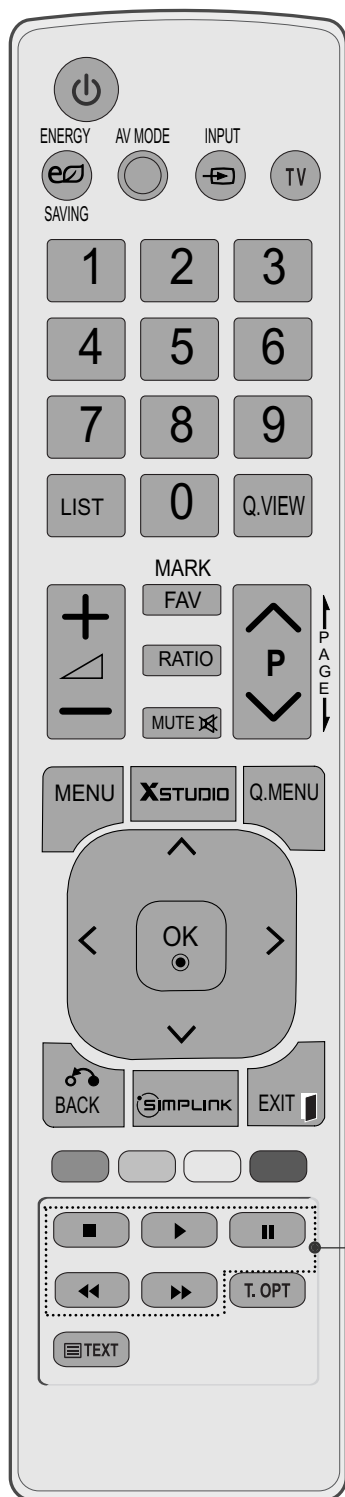 ENERGY AV MODE INPUT
TV
SAVING
1 2 3
4 5 6
7 8 9
LIST 0 Q.VIEW
MARK
FAV
RATIO
P
PAGE
MUTE
MENU XSTUDIO Q.MENU
OK
BACK SIMPLINK EXIT
T. OPT
TEXT